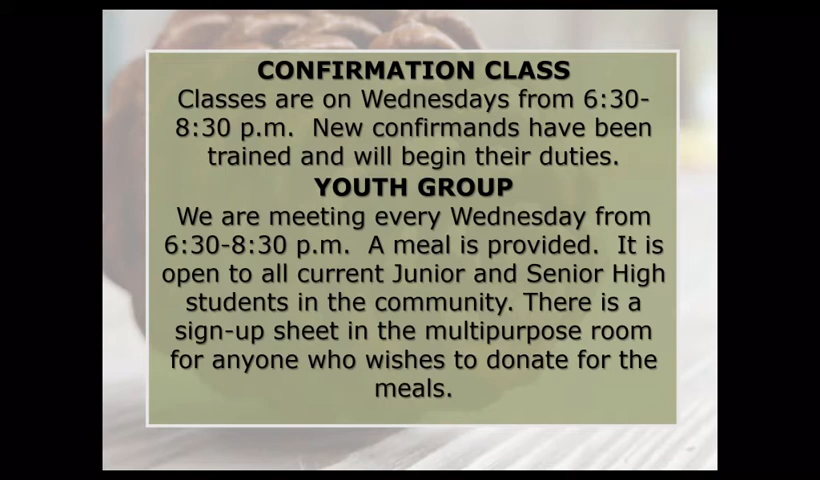 CONFIRMATION CLASS
Classes are on Wednesdays from 6:30-
8:30 p.m.  New confirmands have been
trained and will begin their duties.
YOUTH GROUP
We are meeting every Wednesday from
6:30-8:30 p.m.  A meal is provided.  It is
open to all current Junior and Senior High
students in the community. There is a
sign-up sheet in the multipurpose room
for anyone who wishes to donate for the
meals.